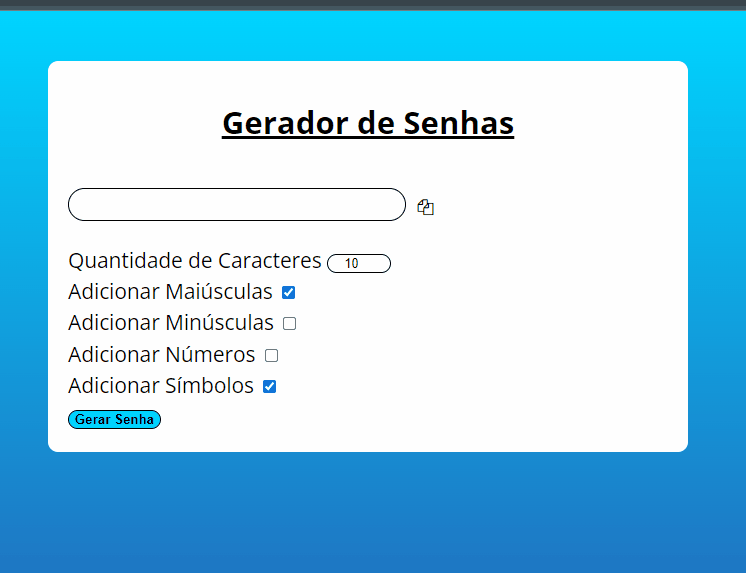 Gerador de Senhas
Quantidade de Caracteres 10
Adicionar Maiúsculas
Adicionar Minúsculas
Adicionar Números
Adicionar Símbolos
Gerar Senha